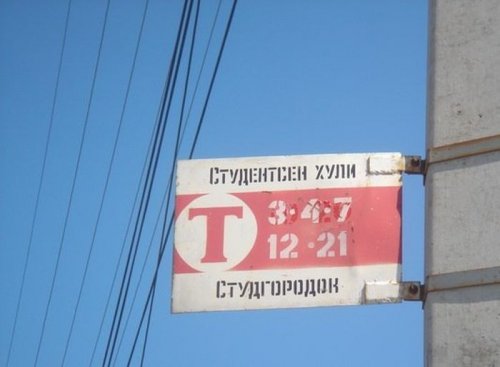 Студентсен хули
Т
3·4·7
12·21
Студгородок